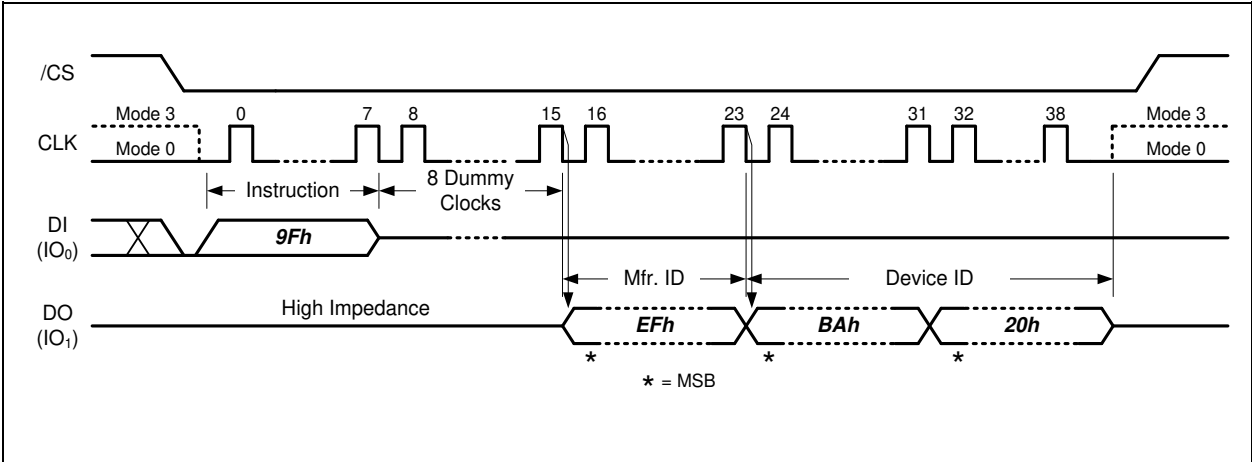 /CS
Mode 3 0 7 8 15 16 23 24 31 32 38 Mode 3
CLK
Mode 0 Mode 0
Instruction 8 Dummy
Clocks
DI
(IO₀)
9Fh
Mfr. ID Device ID
High Impedance
DO
(IO₁)
EFh BAh 20h
* * *
* = MSB